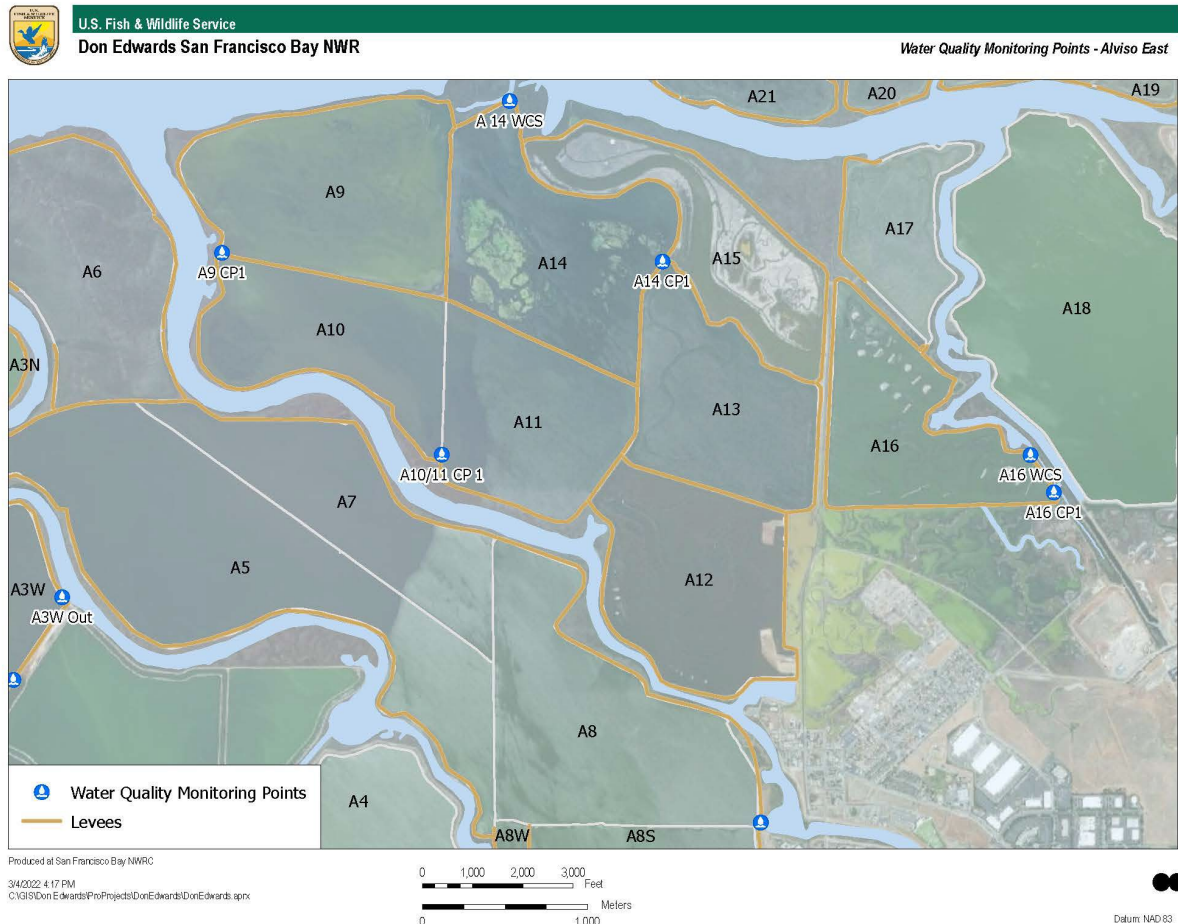 U.S.
FISH & WILDLIFE
SERVICE
U.S. Fish & Wildlife Service
Don Edwards San Francisco Bay NWR
Water Quality Monitoring Points - Alviso East
A21
A20
A19
A 14 WCS
A9
A17
A14
A15
A6
A9 CP1
A14 CP1
A18
A10
A3N
A13
A11
A16
A10/11 CP 1
A16 WCS
A7
A16 CP1
A5
A12
A3W
A3W Out
A8
Water Quality Monitoring Points
A4
Levees
A8W
A8S
Produced at San Francisco Bay NWRC
3/4/2022 4:17 PM
C:\GIS\Don Edwards\ProProjects\DonEdwards\DonEdwards.aprx
0 1,000 2,000 3,000
Feet
Meters
0 1,000
Datum: NAD 83